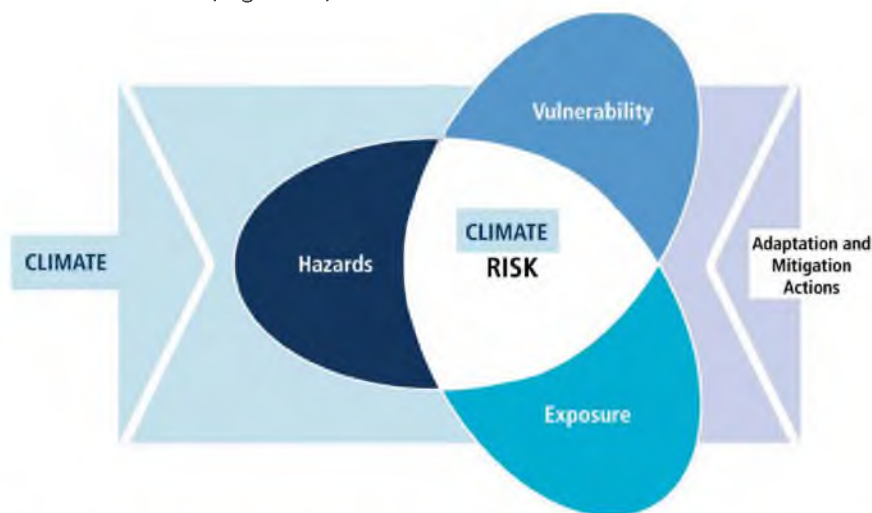 Vulnerability
CLIMATE
Hazards
CLIMATE
RISK
Adaptation and
Mitigation
Actions
Exposure